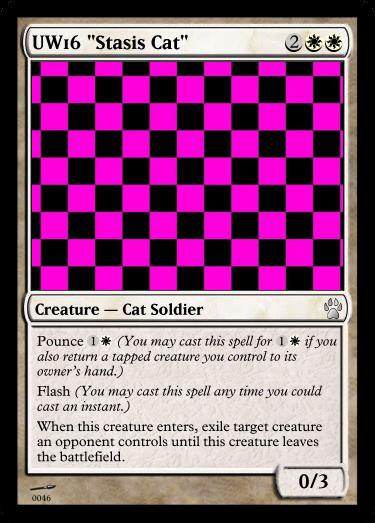 UW16 "Stasis Cat" 2
Creature — Cat Soldier
Pounce 1 (You may cast this spell for 1 if you
also return a tapped creature you control to its
owner's hand.)
Flash (You may cast this spell any time you could
cast an instant.)
When this creature enters, exile target creature
an opponent controls until this creature leaves
the battlefield.
0/3
0046